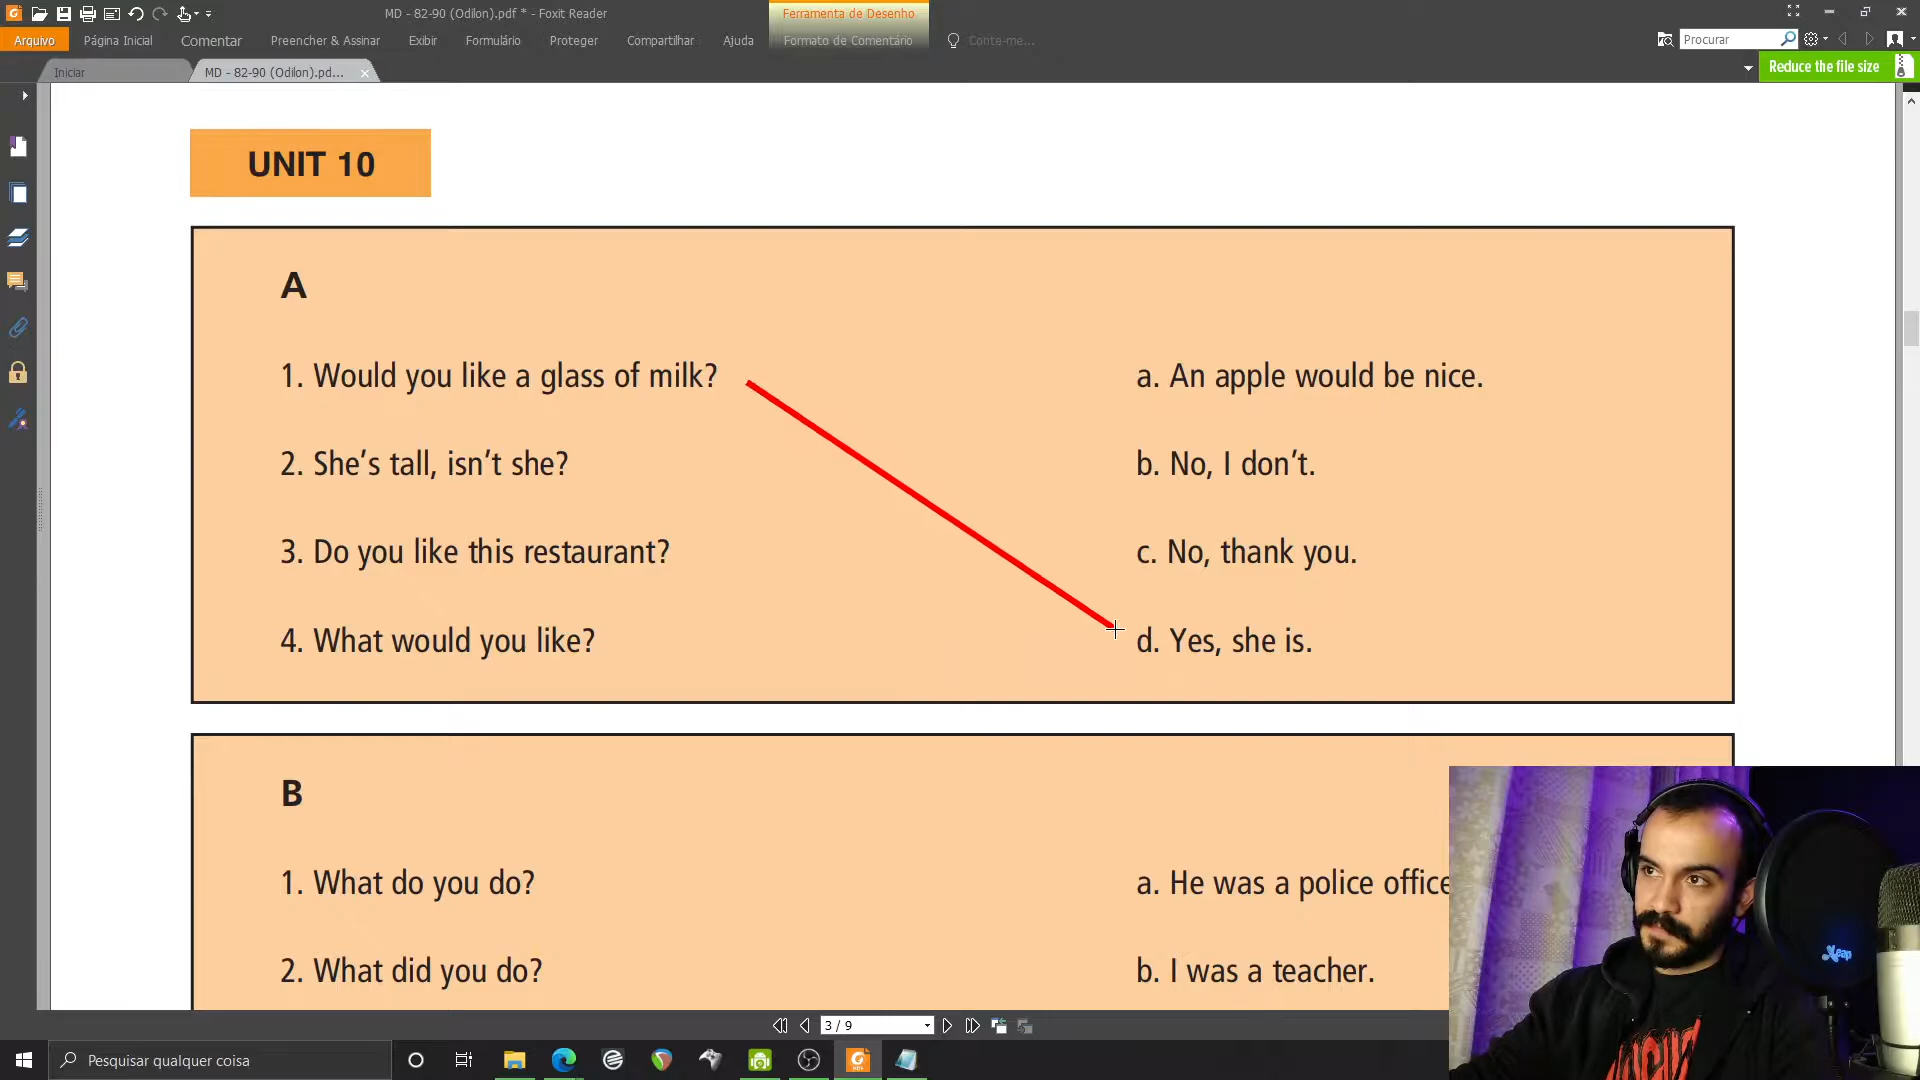 MD - 82-90 (Odilon).pdf * - Foxit Reader
Ferramenta de Desenho
Arquivo
Página Inicial
Comentar
Preencher & Assinar
Exibir
Formulário
Proteger
Compartilhar
Ajuda
Formato de Comentário
Conte-me...
Procurar
Iniciar
MD - 82-90 (Odilon).pd...
Reduce the file size
UNIT 10
A
1. Would you like a glass of milk?
a. An apple would be nice.
2. She's tall, isn't she?
b. No, I don't.
3. Do you like this restaurant?
c. No, thank you.
4. What would you like?
d. Yes, she is.
B
1. What do you do?
a. He was a police office
2. What did you do?
b. I was a teacher.
3 / 9
Pesquisar qualquer coisa